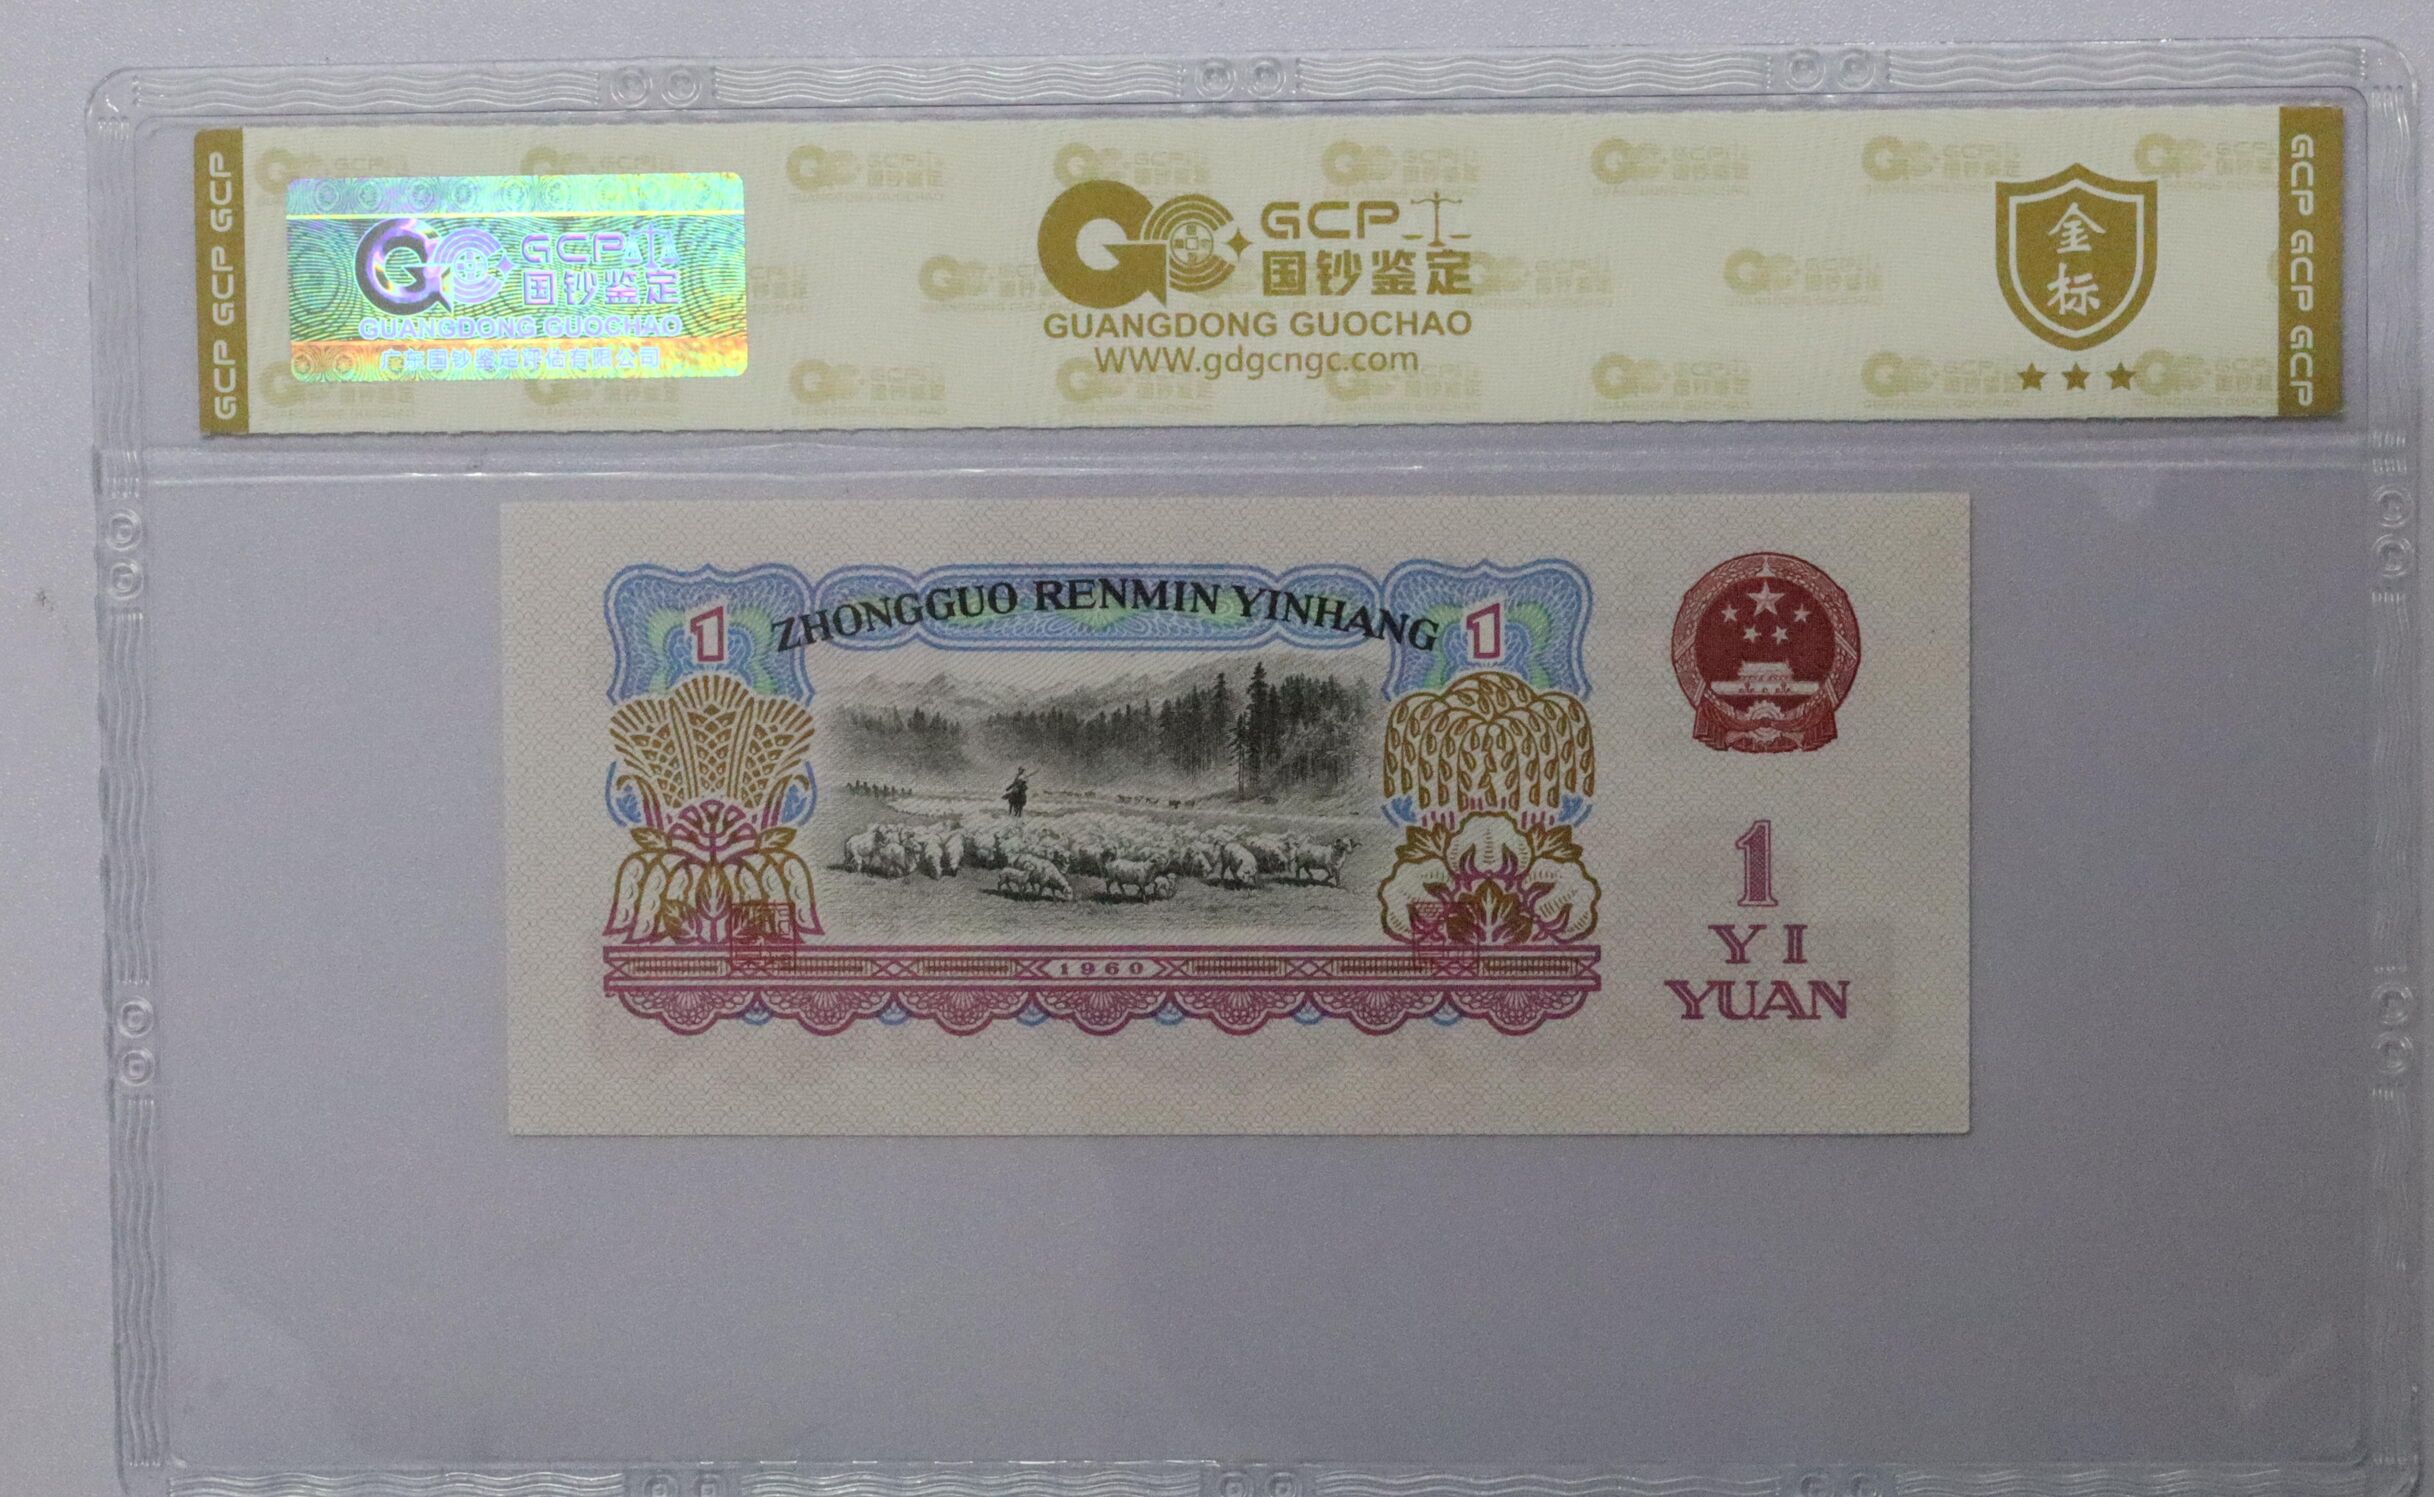 GCP GCP GCP
GCP
国钞鉴定
GUANGDONG GUOCHAO
广东国钞鉴定评估有限公司
GCP
国钞鉴定
GUANGDONG GUOCHAO
WWW.gdgcngc.com
金
标
GCP GCP GCP
ZHONGGUO RENMIN YINHANG
1
1
1960
1
YI
YUAN